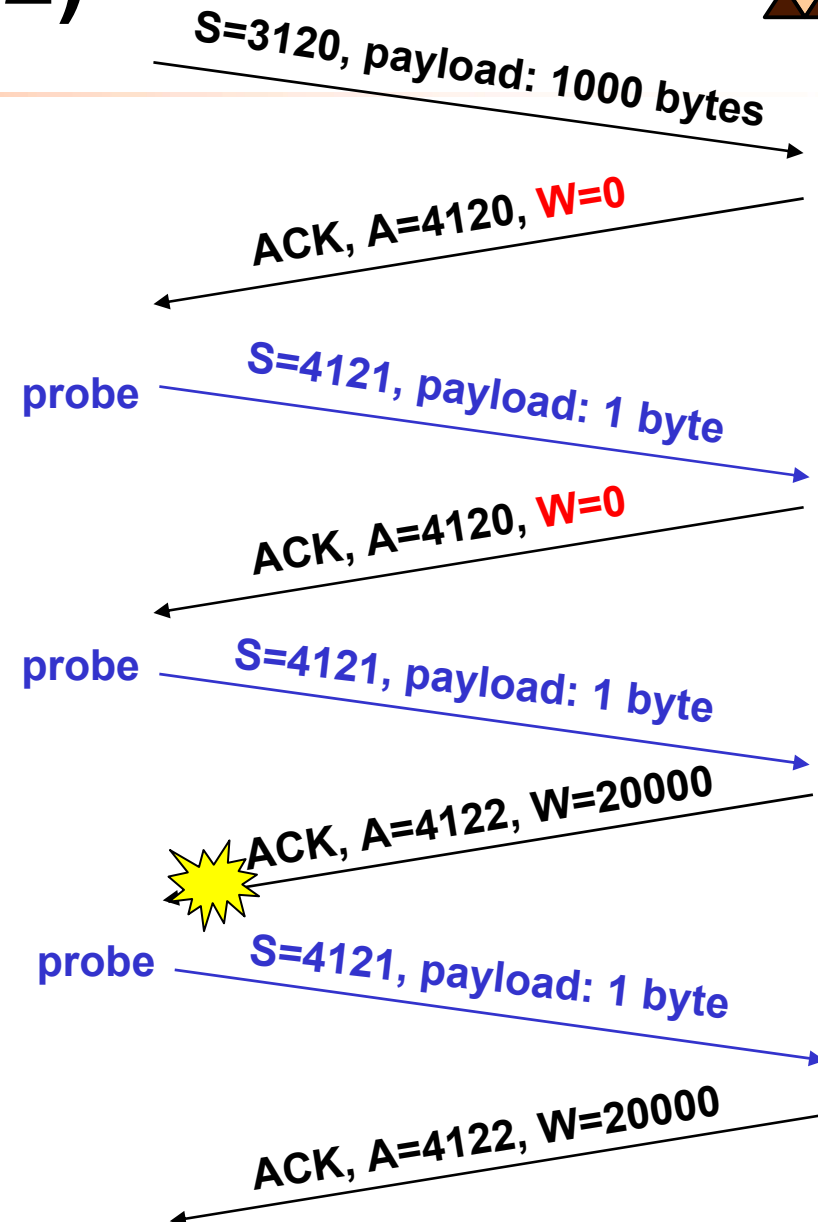 S=3120, payload: 1000 bytes
ACK, A=4120, W=0
probe
S=4121, payload: 1 byte
ACK, A=4120, W=0
probe
S=4121, payload: 1 byte
ACK, A=4122, W=20000
probe
S=4121, payload: 1 byte
ACK, A=4122, W=20000